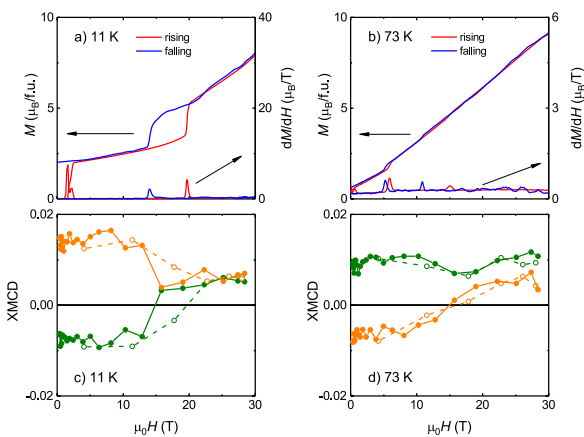 a) 11 K
rising
falling
M (μB/f.u.)
dM/dH (μB/T)
10
5
0
40
20
0
b) 73 K
rising
falling
M (μB/f.u.)
dM/dH (μB/T)
10
5
0
6
3
0
c) 11 K
XMCD
0.02
0.00
-0.02
0 10 20 30
μ0H (T)
d) 73 K
XMCD
0.02
0.00
-0.02
0 10 20 30
μ0H (T)